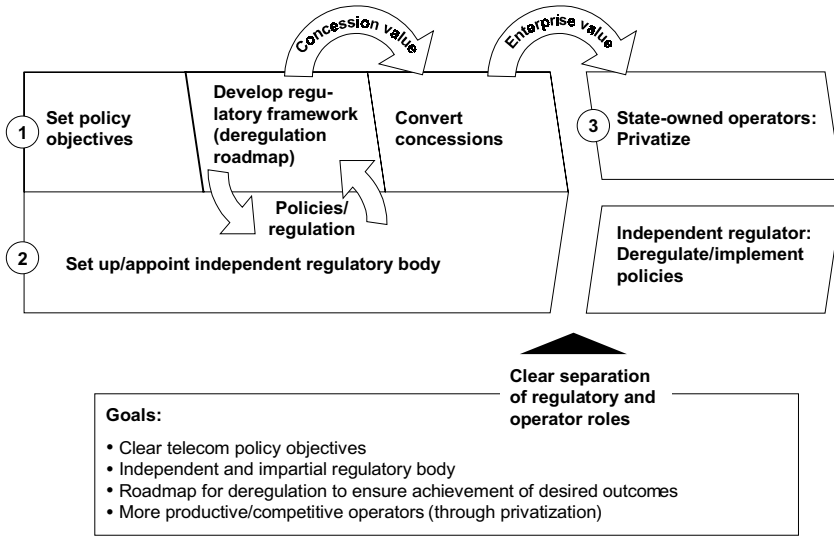 Concession value
Enterprise value
1
Set policy
objectives
Develop regu-
latory framework
(deregulation
roadmap)
Convert
concessions
3
State-owned operators:
Privatize
Policies/
regulation
2
Set up/appoint independent regulatory body
Independent regulator:
Deregulate/implement
policies
Clear separation
of regulatory and
operator roles
Goals:
• Clear telecom policy objectives
• Independent and impartial regulatory body
• Roadmap for deregulation to ensure achievement of desired outcomes
• More productive/competitive operators (through privatization)